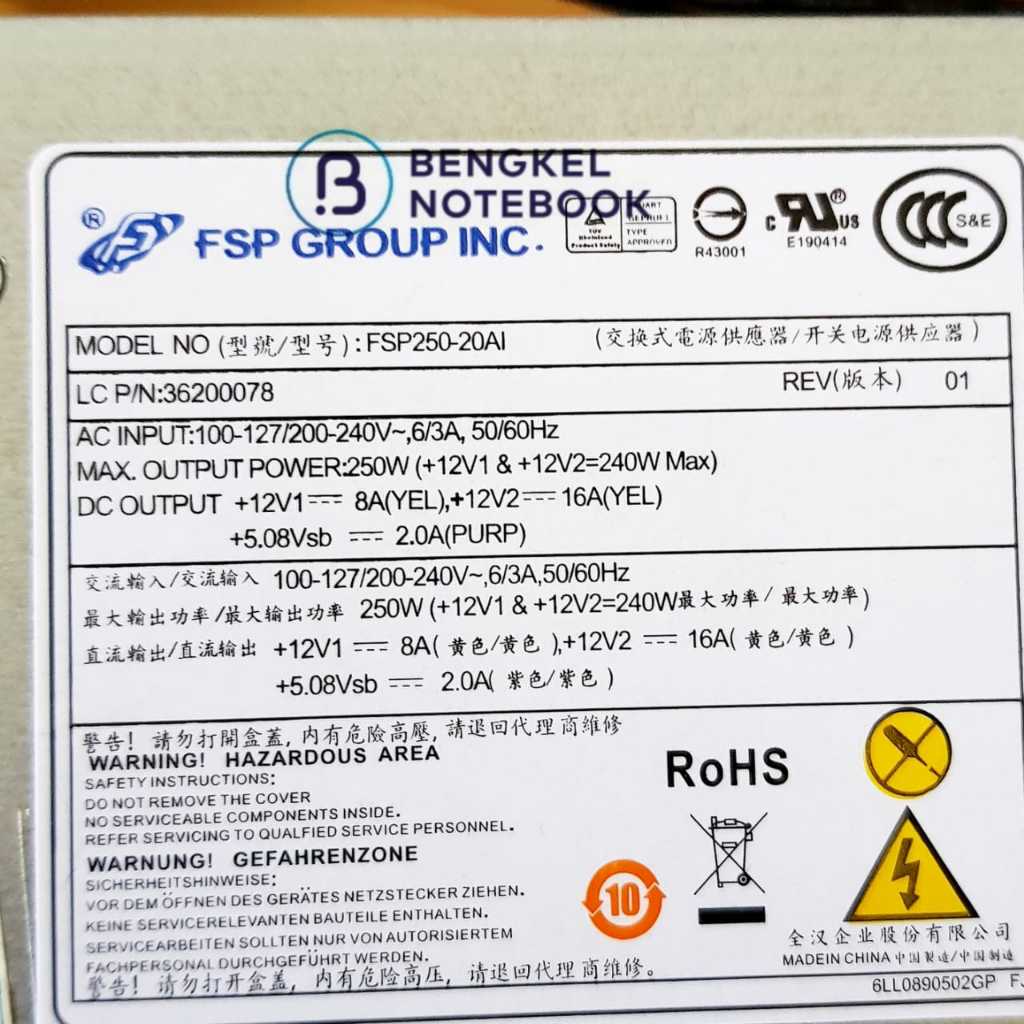 BENGKEL
NOTEBOOK
FSP GROUP INC.
TÜV Rheinland Product Safety
TYPE APPROVED
R43001
C UL US
E190414
CCC S&E
MODEL NO (型號/型号) : FSP250-20AI (交換式電源供應器/开关电源供应器)
LC P/N:36200078 REV(版本) 01
AC INPUT:100-127/200-240V~,6/3A, 50/60Hz
MAX. OUTPUT POWER:250W (+12V1 & +12V2=240W Max)
DC OUTPUT +12V1⎓ 8A(YEL),+12V2⎓ 16A(YEL)
+5.08Vsb ⎓ 2.0A(PURP)
交流輸入/交流输入 100-127/200-240V~,6/3A,50/60Hz
最大輸出功率/最大输出功率 250W (+12V1 & +12V2=240W最大功率/ 最大功率)
直流輸出/直流输出 +12V1 ⎓ 8A( 黄色/黄色 ),+12V2 ⎓ 16A( 黄色/黄色 )
+5.08Vsb ⎓ 2.0A( 紫色/紫色 )
警告! 請勿打開盒蓋, 内有危險高壓, 請退回代理商維修
WARNING! HAZARDOUS AREA
SAFETY INSTRUCTIONS:
DO NOT REMOVE THE COVER
NO SERVICEABLE COMPONENTS INSIDE.
REFER SERVICING TO QUALFIED SERVICE PERSONNEL.
WARNUNG! GEFAHRENZONE
SICHERHEITSHINWEISE:
VOR DEM ÖFFNEN DES GERÄTES NETZSTECKER ZIEHEN.
KEINE SERVICERELEVANTEN BAUTEILE ENTHALTEN.
SERVICEARBEITEN SOLLTEN NUR VON AUTORISIERTEM
FACHPERSONAL DURCHGEFÜHRT WERDEN.
警告! 请勿打开盒盖, 内有危险高压, 请退回代理商维修。
RoHS
10
全汉企业股份有限公司
MADEIN CHINA 中国製造/中国制造
6LL0890502GP FJ